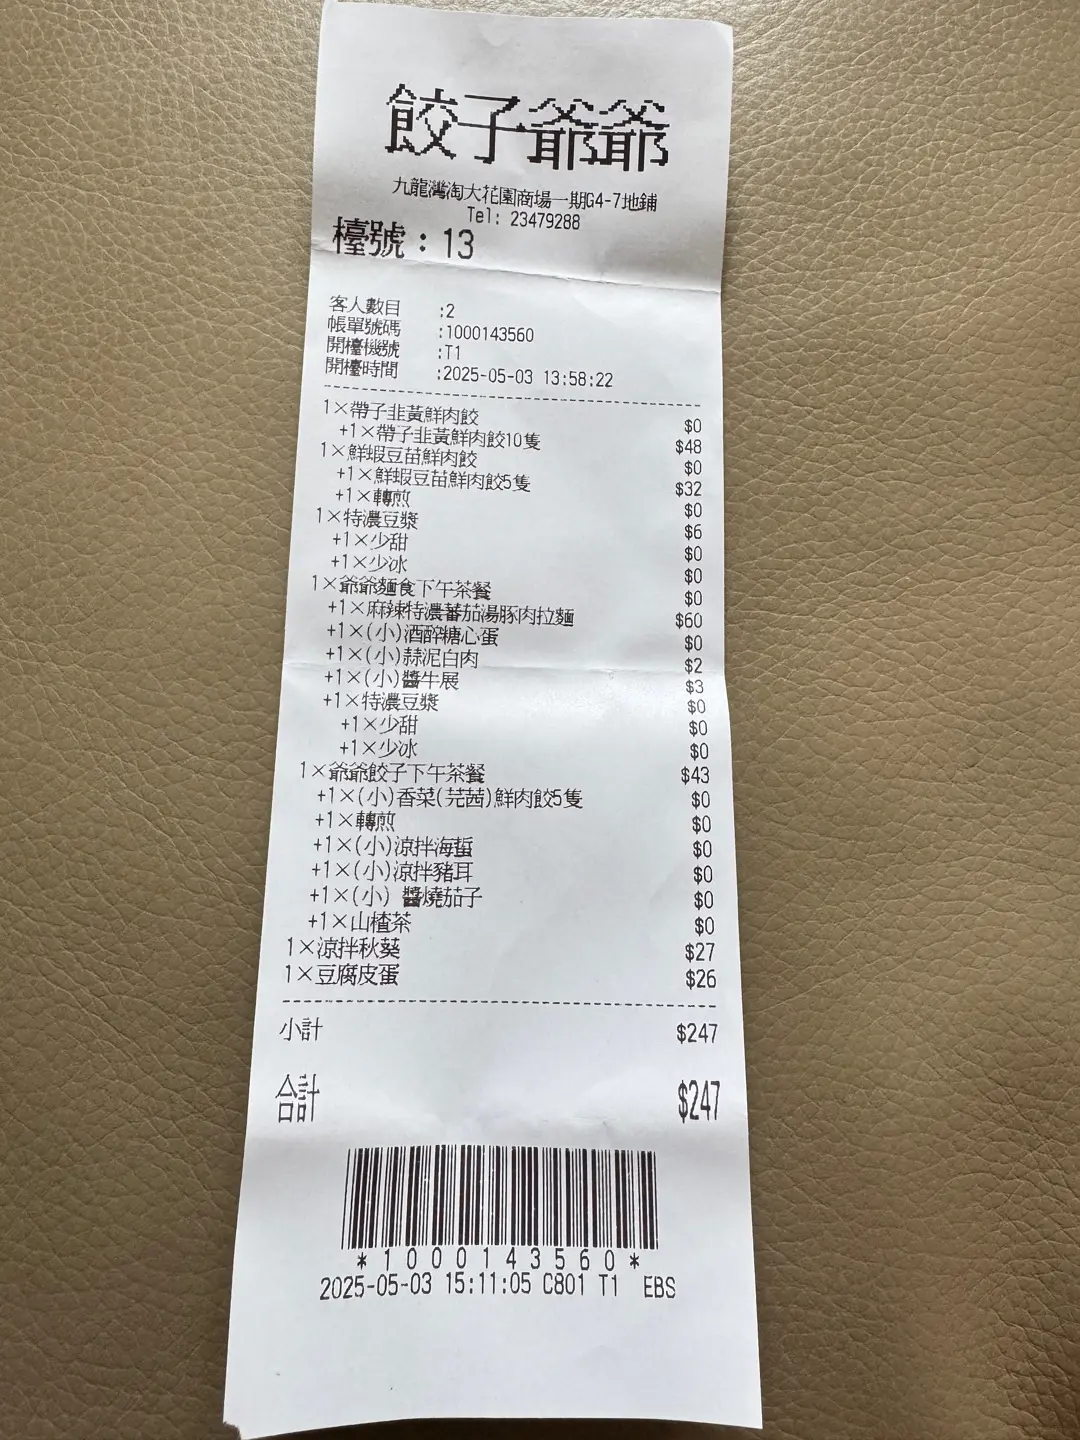 餃子爺爺
九龍灣淘大花園商場一期G4-7地鋪
Tel: 23479288
檯號：13
客人數目 :2
帳單號碼 :1000143560
開檯機號 :T1
開檯時間 :2025-05-03 13:58:22
1×帶子韭黃鮮肉餃 $0
+1×帶子韭黃鮮肉餃10隻 $48
1×鮮蝦豆苗鮮肉餃 $0
+1×鮮蝦豆苗鮮肉餃5隻 $32
+1×轉煎 $0
1×特濃豆漿 $6
+1×少甜 $0
+1×少冰 $0
1×爺爺麵食下午茶餐 $0
+1×麻辣特濃蕃茄湯豚肉拉麵 $60
+1×(小)酒醉糖心蛋 $0
+1×(小)蒜泥白肉 $2
+1×(小)醬牛展 $3
+1×特濃豆漿 $0
+1×少甜 $0
+1×少冰 $0
1×爺爺餃子下午茶餐 $43
+1×(小)香菜(芫茜)鮮肉餃5隻 $0
+1×轉煎 $0
+1×(小)涼拌海蜇 $0
+1×(小)涼拌豬耳 $0
+1×(小) 醬燒茄子 $0
+1×山楂茶 $0
1×涼拌秋葵 $27
1×豆腐皮蛋 $26
小計 $247
合計 $247
*1000143560*
2025-05-03 15:11:05 C801 T1 EBS